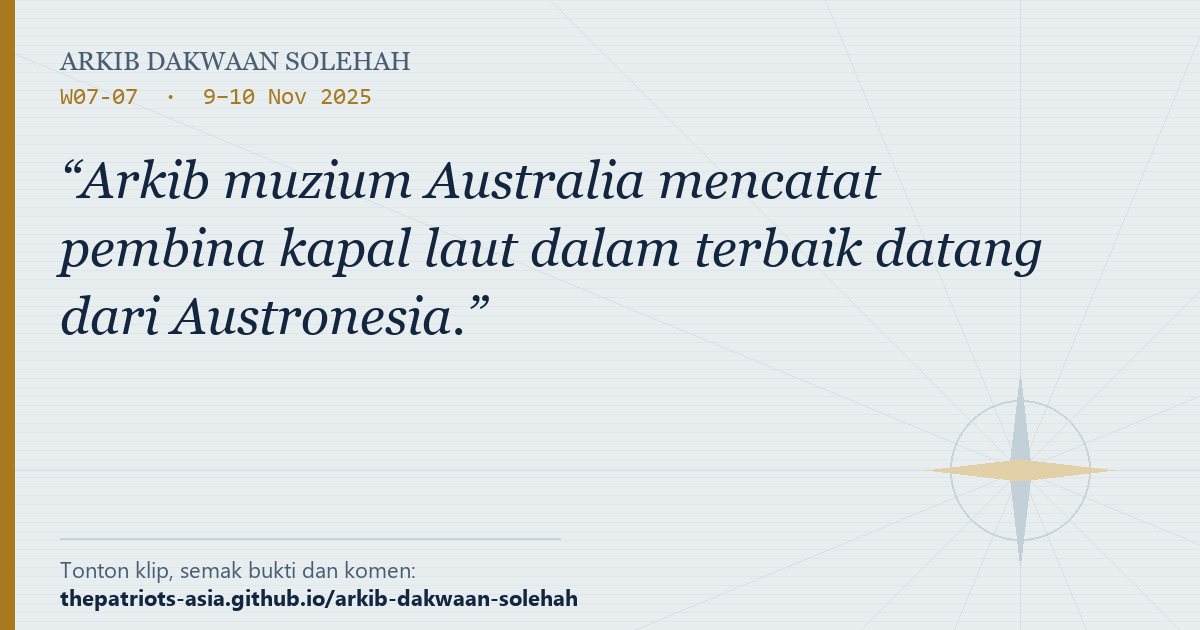 ARKIB DAKWAAN SOLEHAH
W07-07 · 9–10 Nov 2025
“Arkib muzium Australia mencatat
pembina kapal laut dalam terbaik datang
dari Austronesia.”
Tonton klip, semak bukti dan komen:
thepatriots-asia.github.io/arkib-dakwaan-solehah